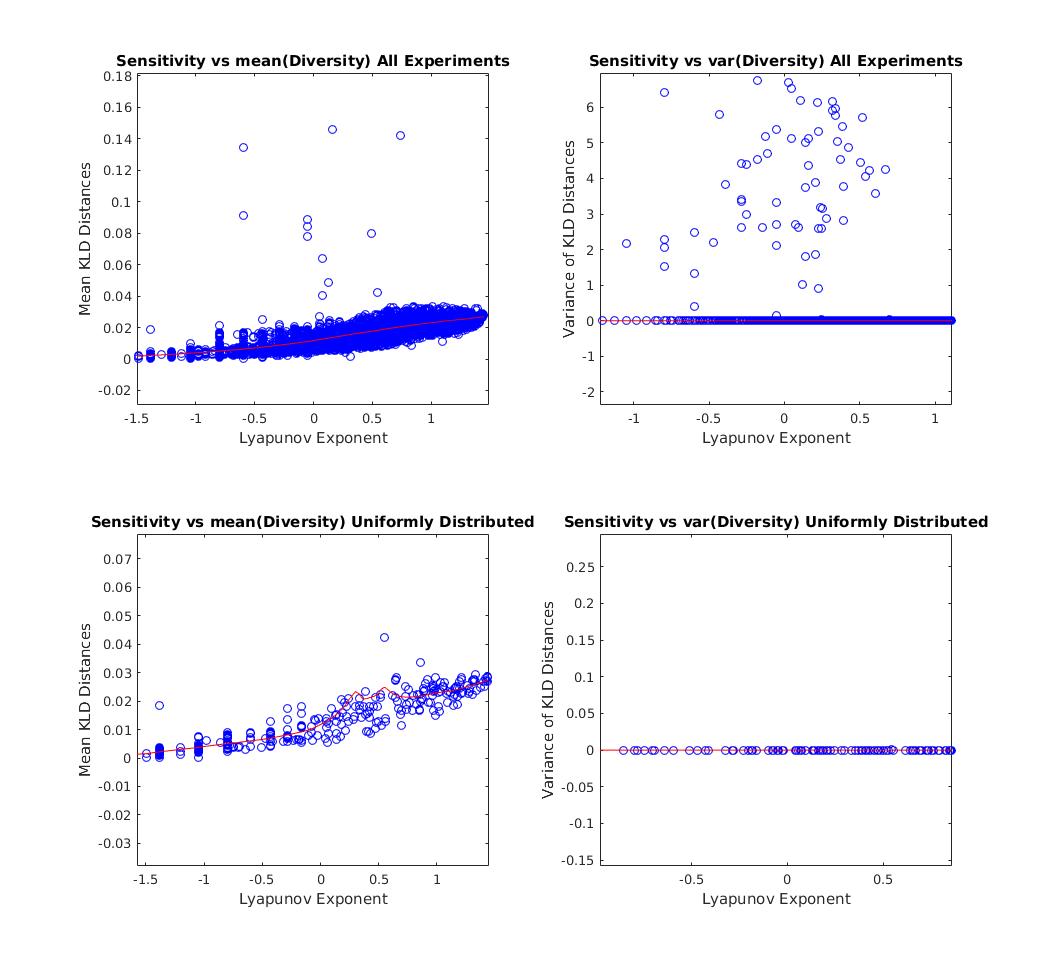 Sensitivity vs mean(Diversity) All Experiments
0.18
0.16
0.14
0.12
0.1
0.08
0.06
0.04
0.02
0
-0.02
Mean KLD Distances
-1.5 -1 -0.5 0 0.5 1
Lyapunov Exponent
Sensitivity vs var(Diversity) All Experiments
6
5
4
3
2
1
0
-1
-2
Variance of KLD Distances
-1 -0.5 0 0.5 1
Lyapunov Exponent
Sensitivity vs mean(Diversity) Uniformly Distributed
0.07
0.06
0.05
0.04
0.03
0.02
0.01
0
-0.01
-0.02
-0.03
Mean KLD Distances
-1.5 -1 -0.5 0 0.5 1
Lyapunov Exponent
Sensitivity vs var(Diversity) Uniformly Distributed
0.25
0.2
0.15
0.1
0.05
0
-0.05
-0.1
-0.15
Variance of KLD Distances
-0.5 0 0.5
Lyapunov Exponent